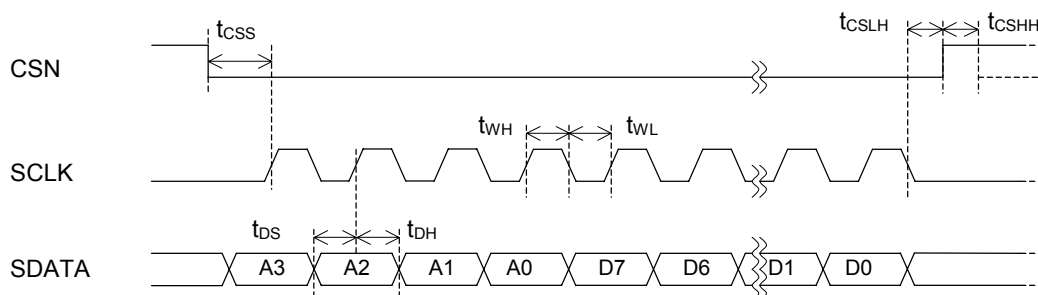 tCSS tCSLH tCSHH
CSN
tWH tWL
SCLK
tDS tDH
SDATA A3 A2 A1 A0 D7 D6 D1 D0